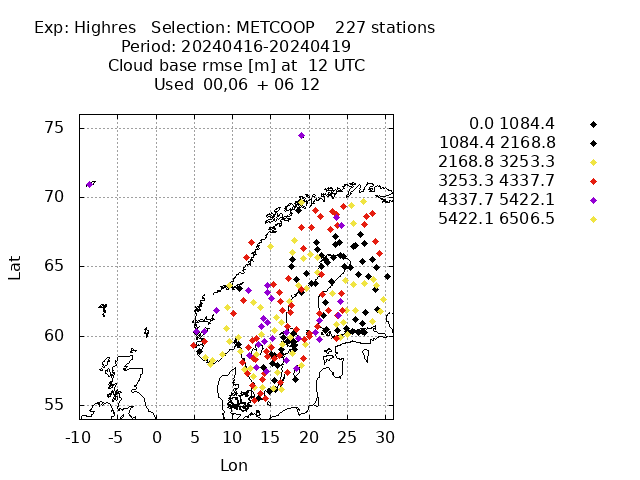 Exp: Highres Selection: METCOOP 227 stations
Period: 20240416-20240419
Cloud base rmse [m] at 12 UTC
Used 00,06 + 06 12
0.0 1084.4
1084.4 2168.8
2168.8 3253.3
3253.3 4337.7
4337.7 5422.1
5422.1 6506.5
75
70
65
60
55
Lat
-10 -5 0 5 10 15 20 25 30
Lon